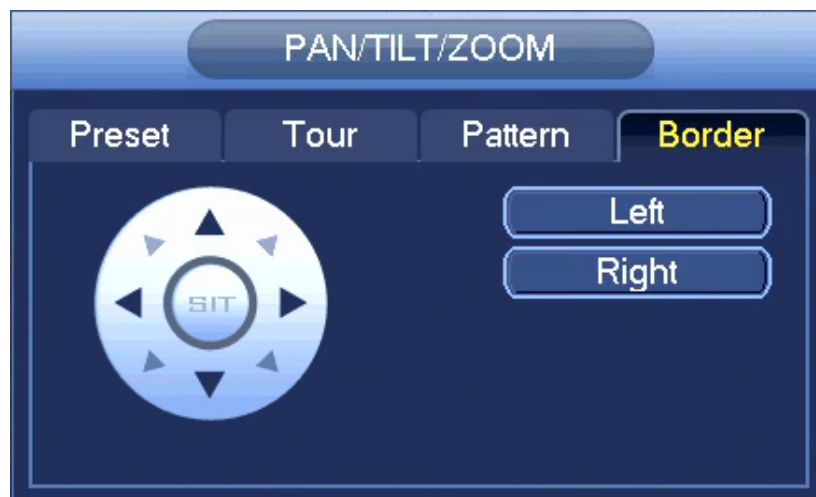 PAN/TILT/ZOOM
Preset Tour Pattern Border
Left
Right
SIT